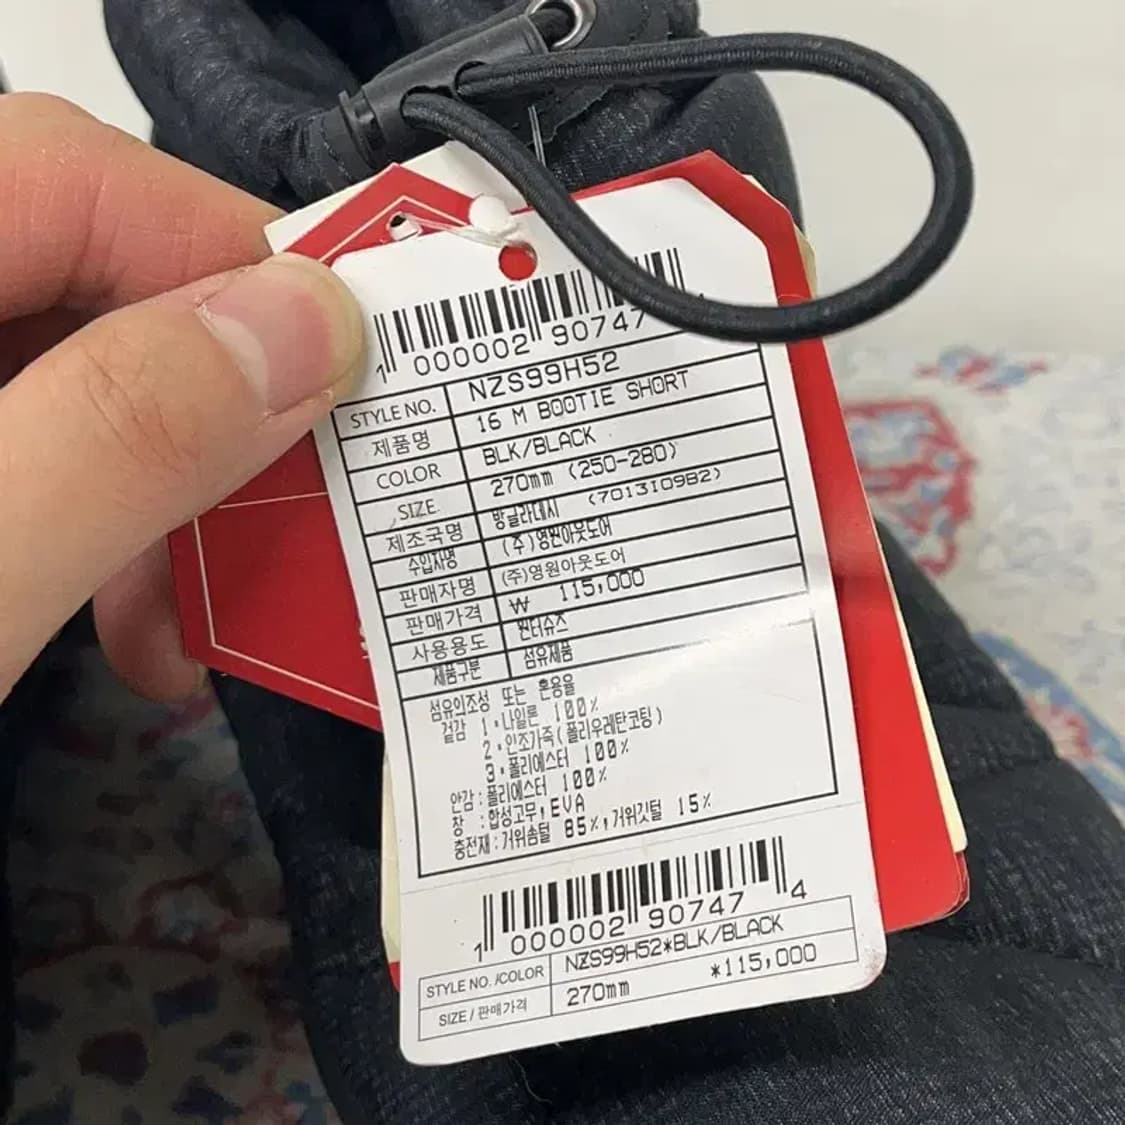 1 000002 90747
STYLE NO. NZS99H52
제품명 16 M BOOTIE SHORT
COLOR BLK/BLACK
SIZE 270mm (250-280)
제조국명 방글라데시 (7013I09B2)
수입자명 (주)영원아웃도어
판매자명 (주)영원아웃도어
판매가격 ₩ 115,000
사용용도 윈터슈즈
제품구분 섬유제품
섬유의조성 또는 혼용율
겉감 1.나일론 100%
2.인조가죽(폴리우레탄코팅)
3.폴리에스터 100%
안감:폴리에스터 100%
창 :합성고무,EVA
충전재:거위솜털 85%,거위깃털 15%
1 000002 90747 4
STYLE NO./COLOR NZS99H52*BLK/BLACK
SIZE / 판매가격 270mm *115,000